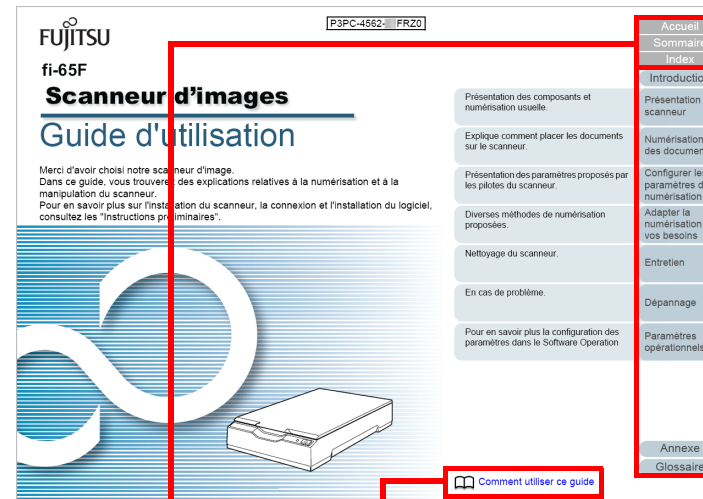 FUJITSU
P3PC-4562- FRZ0
fi-65F
Scanneur d'images
Guide d'utilisation
Merci d'avoir choisi notre scanneur d'image.
Dans ce guide, vous trouverez des explications relatives à la numérisation et à la
manipulation du scanneur.
Pour en savoir plus sur l'installation du scanneur, la connexion et l'installation du logiciel,
consultez les "Instructions préliminaires".
Présentation des composants et
numérisation usuelle.
Explique comment placer les documents
sur le scanneur.
Présentation des paramètres proposés par
les pilotes du scanneur.
Diverses méthodes de numérisation
proposées.
Nettoyage du scanneur.
En cas de problème.
Pour en savoir plus la configuration des
paramètres dans le Software Operation
Accueil
Sommaire
Index
Introduction
Présentation
scanneur
Numérisation
des documen
Configurer les
paramètres d
numérisation
Adapter la
numérisation
vos besoins
Entretien
Dépannage
Paramètres
opérationnels
Annexe
Glossaire
Comment utiliser ce guide